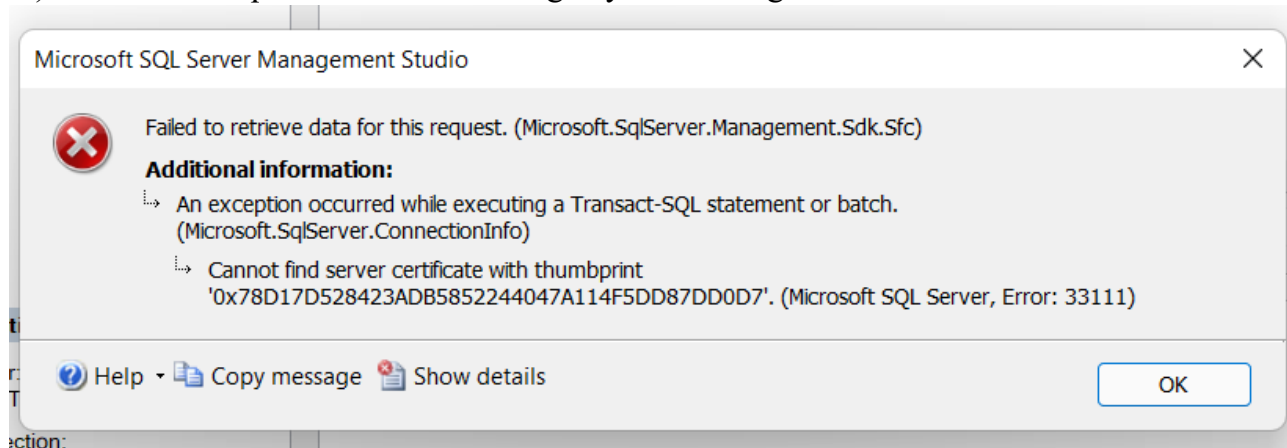 Microsoft SQL Server Management Studio
Failed to retrieve data for this request. (Microsoft.SqlServer.Management.Sdk.Sfc)
Additional information:
An exception occurred while executing a Transact-SQL statement or batch.
(Microsoft.SqlServer.ConnectionInfo)
Cannot find server certificate with thumbprint
'0x78D17D528423ADB5852244047A114F5DD87DD0D7'. (Microsoft SQL Server, Error: 33111)
Help
Copy message
Show details
OK
ection: